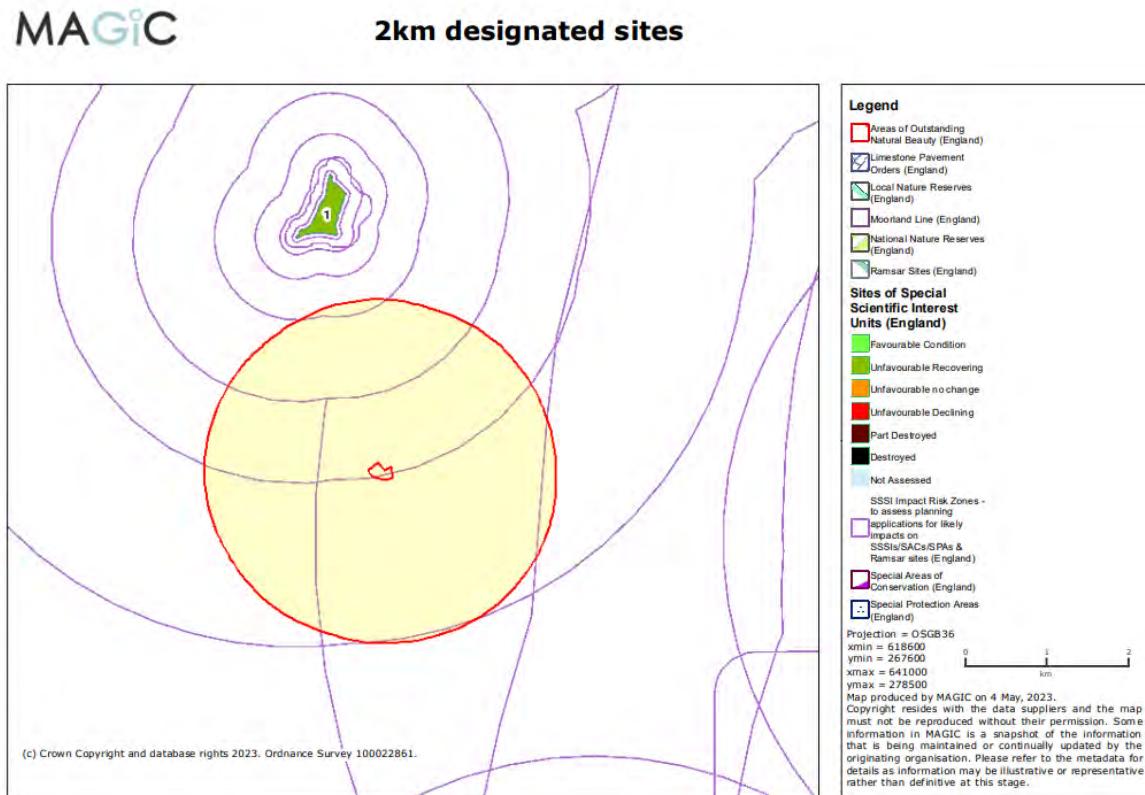 MAGiC
2km designated sites
1
(c) Crown Copyright and database rights 2023. Ordnance Survey 100022861.
Legend
Areas of Outstanding
Natural Beauty (England)
Limestone Pavement
Orders (England)
Local Nature Reserves
(England)
Moorland Line (England)
National Nature Reserves
(England)
Ramsar Sites (England)
Sites of Special
Scientific Interest
Units (England)
Favourable Condition
Unfavourable Recovering
Unfavourable no change
Unfavourable Declining
Part Destroyed
Destroyed
Not Assessed
SSSI Impact Risk Zones -
to assess planning
applications for likely
impacts on
SSSIs/SACs/SPAs &
Ramsar sites (England)
Special Areas of
Conservation (England)
Special Protection Areas
(England)
Projection = OSGB36
xmin = 618600
ymin = 267600
xmax = 641000
ymax = 278500
0 1 2
km
Map produced by MAGIC on 4 May, 2023.
Copyright resides with the data suppliers and the map
must not be reproduced without their permission. Some
information in MAGIC is a snapshot of the information
that is being maintained or continually updated by the
originating organisation. Please refer to the metadata for
details as information may be illustrative or representative
rather than definitive at this stage.